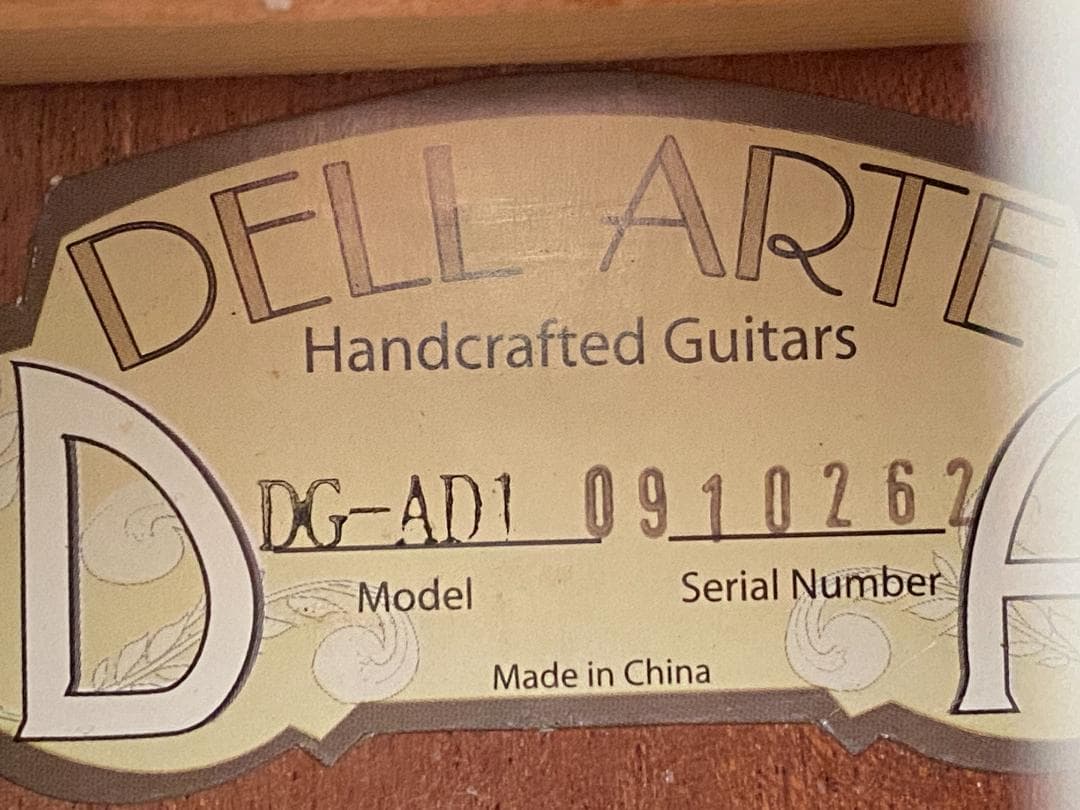 DELL ARTE
Handcrafted Guitars
D
DG-AD1 0910262
A
Model Serial Number
Made in China